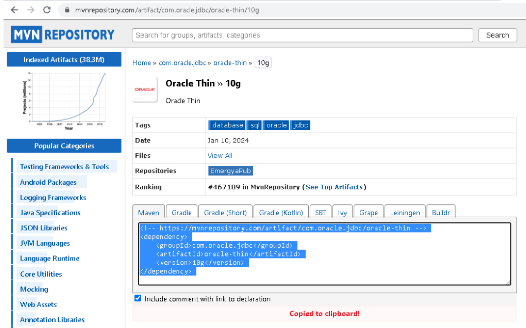 mvnrepository.com/artifact/com.oracle.jdbc/oracle-thin/10g
MVN REPOSITORY
Search for groups, artifacts, categories
Search
Indexed Artifacts (38.3M)
Projects (millions)
Year
Popular Categories
Testing Frameworks & Tools
Android Packages
Logging Frameworks
Java Specifications
JSON Libraries
JVM Languages
Language Runtime
Core Utilities
Mocking
Web Assets
Annotation Libraries
Home » com.oracle.jdbc » oracle-thin » 10g
ORACLE
Oracle Thin » 10g
Oracle Thin
Tags database sql oracle jdbc
Date Jan 10, 2024
Files View All
Repositories EmergyaPub
Ranking #467189 in MvnRepository (See Top Artifacts)
Maven Gradle Gradle (Short) Gradle (Kotlin) SBT Ivy Grape Leiningen Buildr
<!-- https://mvnrepository.com/artifact/com.oracle.jdbc/oracle-thin -->
<dependency>
<groupId>com.oracle.jdbc</groupId>
<artifactId>oracle-thin</artifactId>
<version>10g</version>
</dependency>
Include comment with link to declaration
Copied to clipboard!